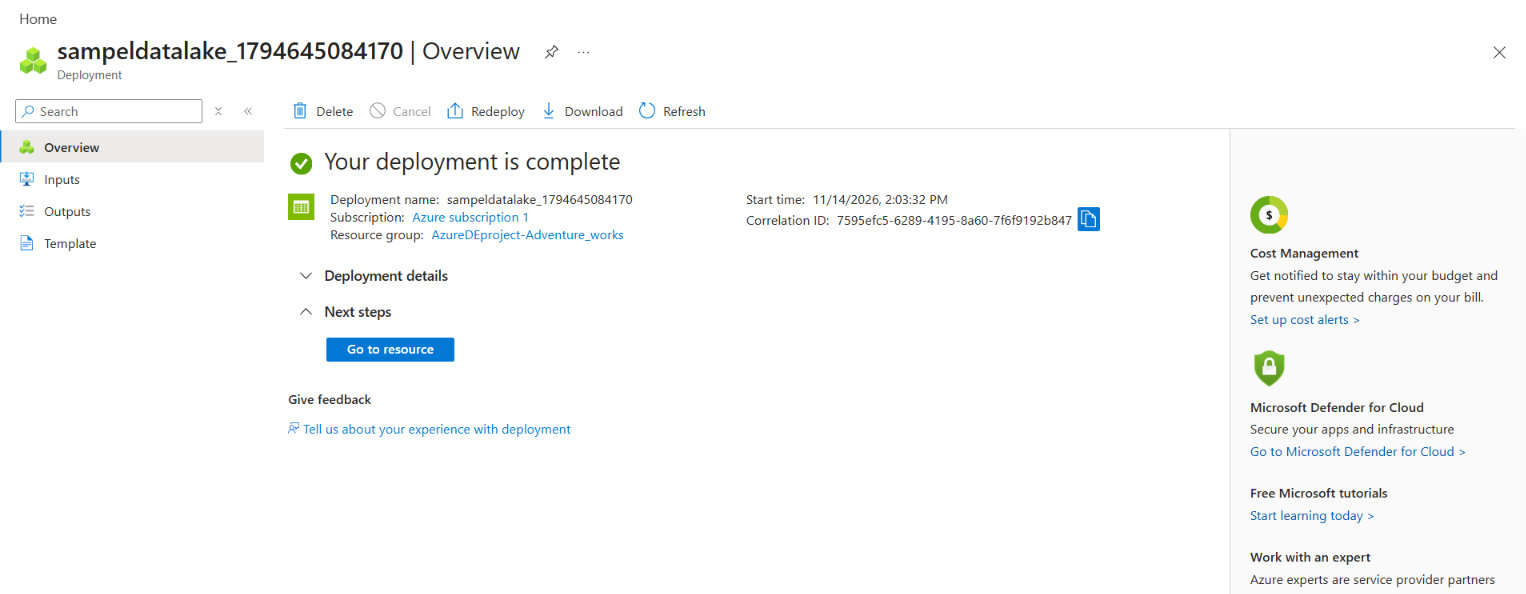 Home
sampeldatalake_1794645084170 | Overview
...
Deployment
Search
Overview
Inputs
Outputs
Template
Delete Cancel Redeploy Download Refresh
Your deployment is complete
Deployment name: sampeldatalake_1794645084170
Subscription: Azure subscription 1
Resource group: AzureDEproject-Adventure_works
Start time: 11/14/2026, 2:03:32 PM
Correlation ID: 7595efc5-6289-4195-8a60-7f6f9192b847
Deployment details
Next steps
Go to resource
Give feedback
Tell us about your experience with deployment
$
Cost Management
Get notified to stay within your budget and
prevent unexpected charges on your bill.
Set up cost alerts >
Microsoft Defender for Cloud
Secure your apps and infrastructure
Go to Microsoft Defender for Cloud >
Free Microsoft tutorials
Start learning today >
Work with an expert
Azure experts are service provider partners